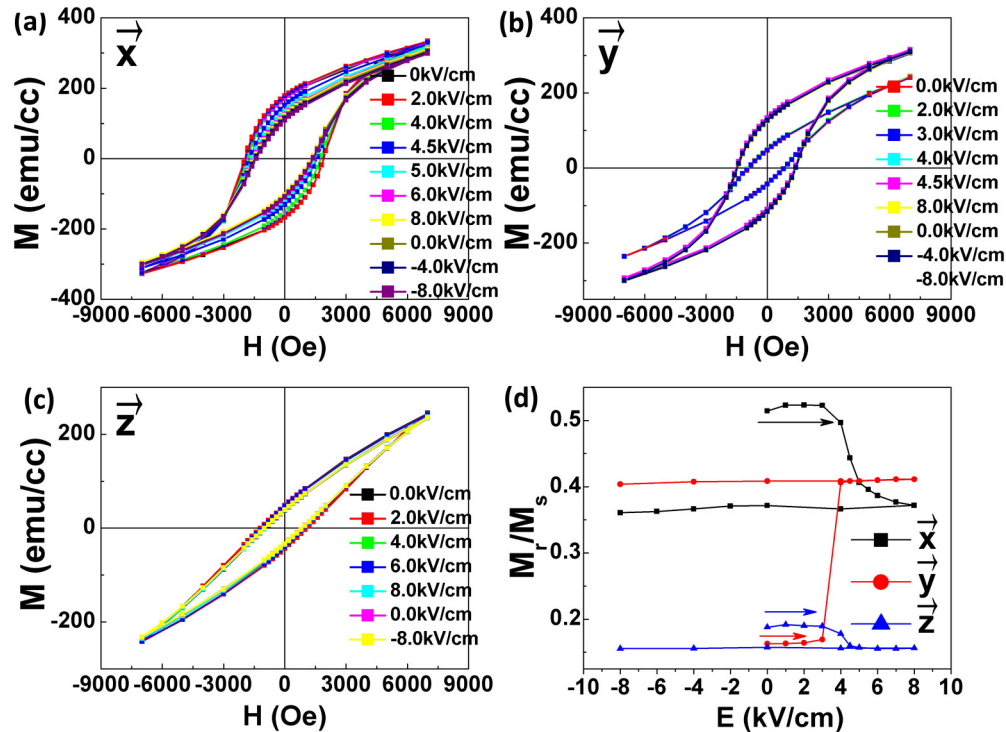 (a)
x
M (emu/cc)
400
200
0
-200
-400
-9000 -6000 -3000 0 3000 6000 9000
H (Oe)
0kV/cm
2.0kV/cm
4.0kV/cm
4.5kV/cm
5.0kV/cm
6.0kV/cm
8.0kV/cm
0.0kV/cm
-4.0kV/cm
-8.0kV/cm
(b)
y
M (emu/cc)
400
200
0
-200
-9000 -6000 -3000 0 3000 6000 9000
H (Oe)
0.0kV/cm
2.0kV/cm
3.0kV/cm
4.0kV/cm
4.5kV/cm
8.0kV/cm
0.0kV/cm
-4.0kV/cm
-8.0kV/cm
(c)
z
M (emu/cc)
200
0
-200
-9000 -6000 -3000 0 3000 6000 9000
H (Oe)
0.0kV/cm
2.0kV/cm
4.0kV/cm
6.0kV/cm
8.0kV/cm
0.0kV/cm
-8.0kV/cm
(d)
Mr/Ms
0.5
0.4
0.3
0.2
-10 -8 -6 -4 -2 0 2 4 6 8 10
E (kV/cm)
x
y
z